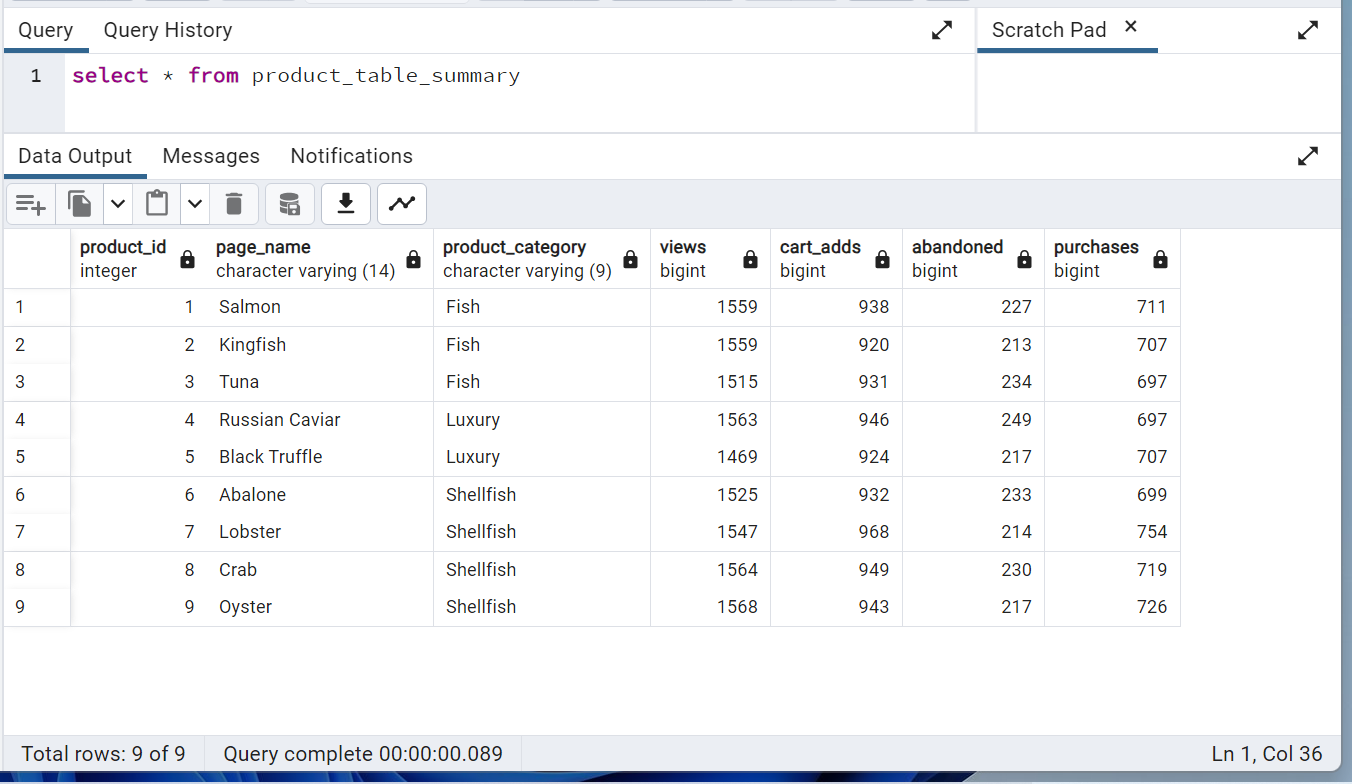 Query Query History Scratch Pad ×
1 select * from product_table_summary
Data Output Messages Notifications
product_id page_name product_category views cart_adds abandoned purchases
integer character varying (14) character varying (9) bigint bigint bigint bigint
1 1 Salmon Fish 1559 938 227 711
2 2 Kingfish Fish 1559 920 213 707
3 3 Tuna Fish 1515 931 234 697
4 4 Russian Caviar Luxury 1563 946 249 697
5 5 Black Truffle Luxury 1469 924 217 707
6 6 Abalone Shellfish 1525 932 233 699
7 7 Lobster Shellfish 1547 968 214 754
8 8 Crab Shellfish 1564 949 230 719
9 9 Oyster Shellfish 1568 943 217 726
Total rows: 9 of 9 Query complete 00:00:00.089 Ln 1, Col 36